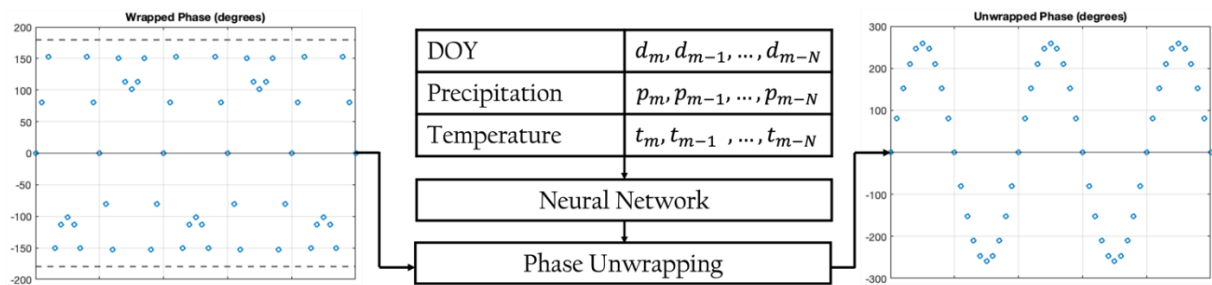 Wrapped Phase (degrees)
200
150
100
50
0
-50
-100
-150
-200
DOY
d_m, d_{m-1}, ..., d_{m-N}
Precipitation
p_m, p_{m-1}, ..., p_{m-N}
Temperature
t_m, t_{m-1} , ..., t_{m-N}
Neural Network
Phase Unwrapping
Unwrapped Phase (degrees)
300
200
100
0
-100
-200
-300